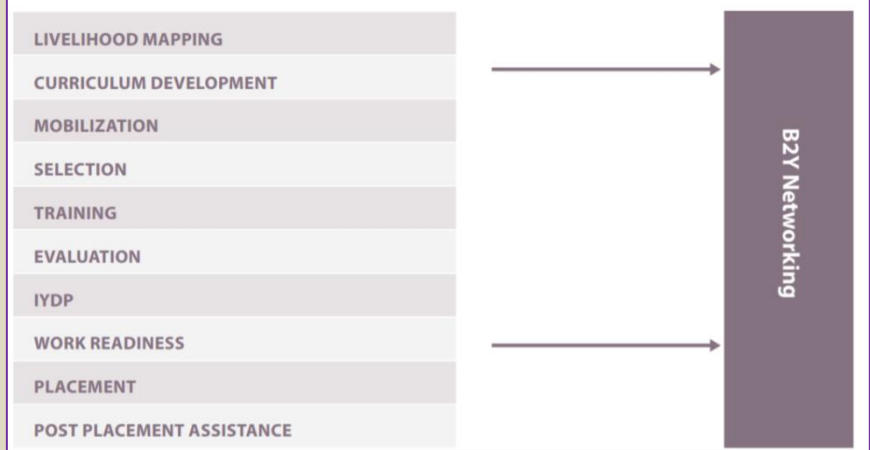 LIVELIHOOD MAPPING
CURRICULUM DEVELOPMENT
MOBILIZATION
SELECTION
TRAINING
EVALUATION
IYDP
WORK READINESS
PLACEMENT
POST PLACEMENT ASSISTANCE
B2Y Networking